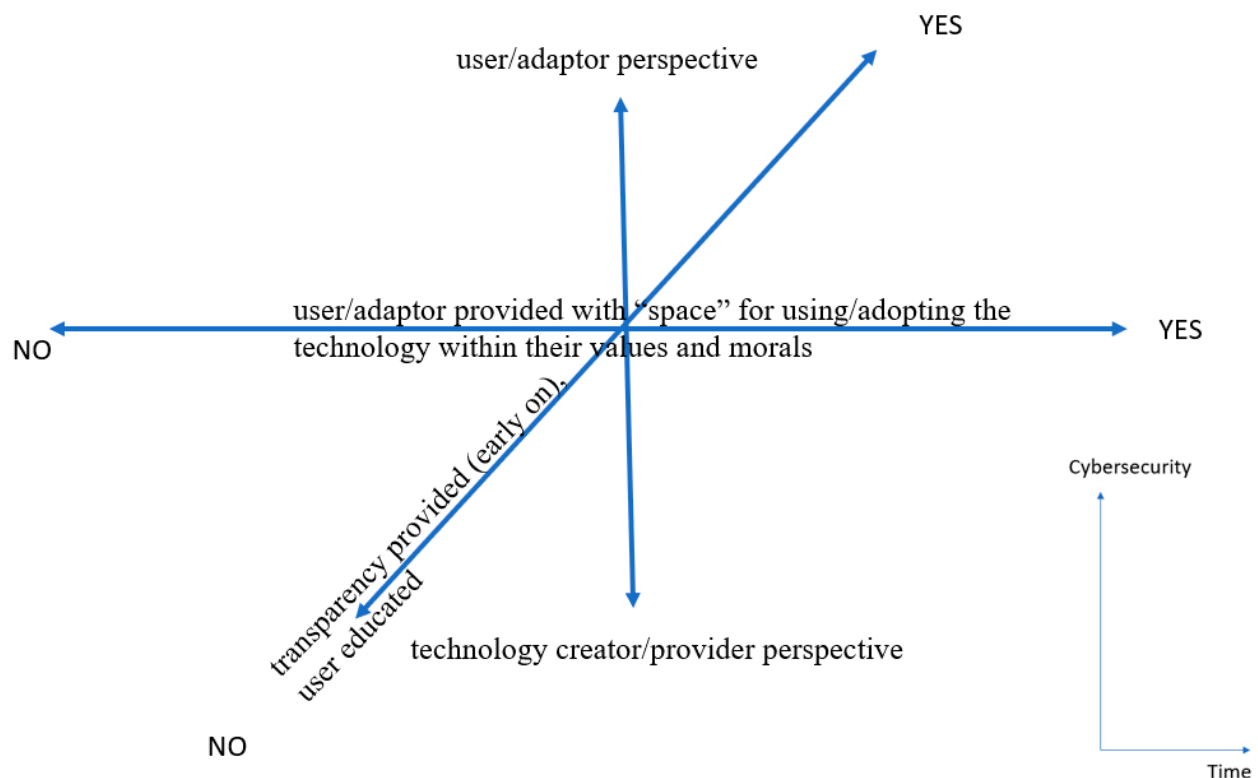 YES
user/adaptor perspective
user/adaptor provided with “space” for using/adopting the
technology within their values and morals
NO
YES
transparency provided (early on),
user educated
technology creator/provider perspective
NO
Cybersecurity
Time